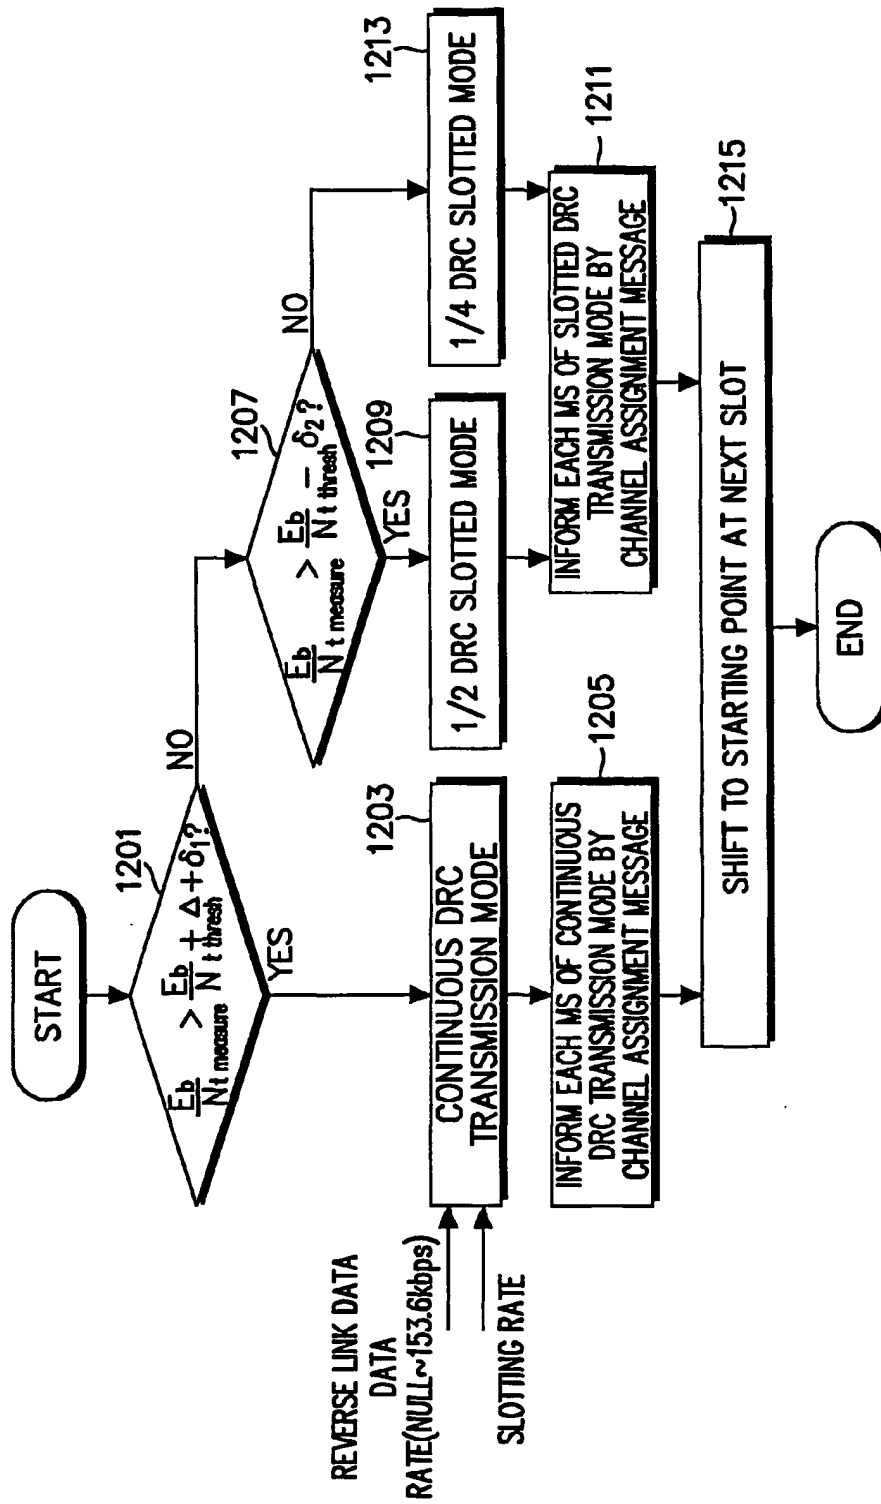 START
1201
Eb/Nt measure > Eb/Nt thresh + Δ + δ1?
NO
YES
1207
Eb/Nt measure > Eb/Nt thresh - δ2?
NO
YES
REVERSE LINK DATA
DATA
RATE(NULL~153.6kbps)
SLOTTING RATE
1203
CONTINUOUS DRC
TRANSMISSION MODE
1209
1/2 DRC SLOTTED MODE
1213
1/4 DRC SLOTTED MODE
1205
INFORM EACH MS OF CONTINUOUS
DRC TRANSMISSION MODE BY
CHANNEL ASSIGNMENT MESSAGE
1211
INFORM EACH MS OF SLOTTED DRC
TRANSMISSION MODE BY
CHANNEL ASSIGNMENT MESSAGE
1215
SHIFT TO STARTING POINT AT NEXT SLOT
END